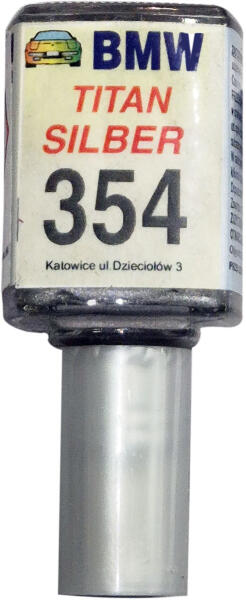 BMW
TITAN
SILBER
354
Katowice ul.Dzieciołów 3